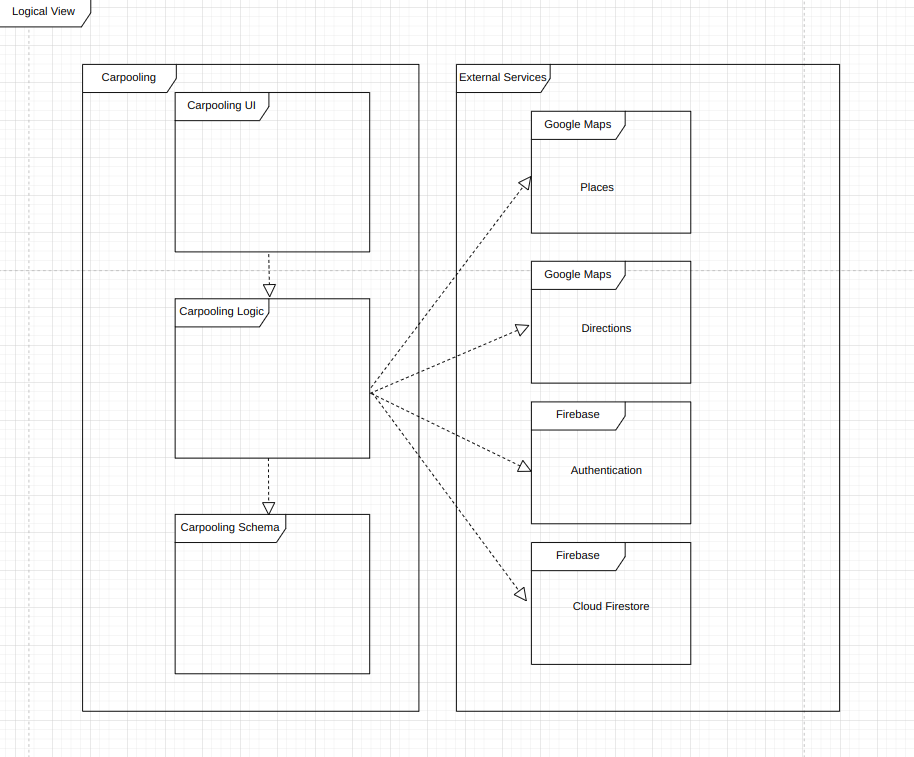 Logical View
Carpooling
Carpooling UI
Carpooling Logic
Carpooling Schema
External Services
Google Maps
Places
Google Maps
Directions
Firebase
Authentication
Firebase
Cloud Firestore